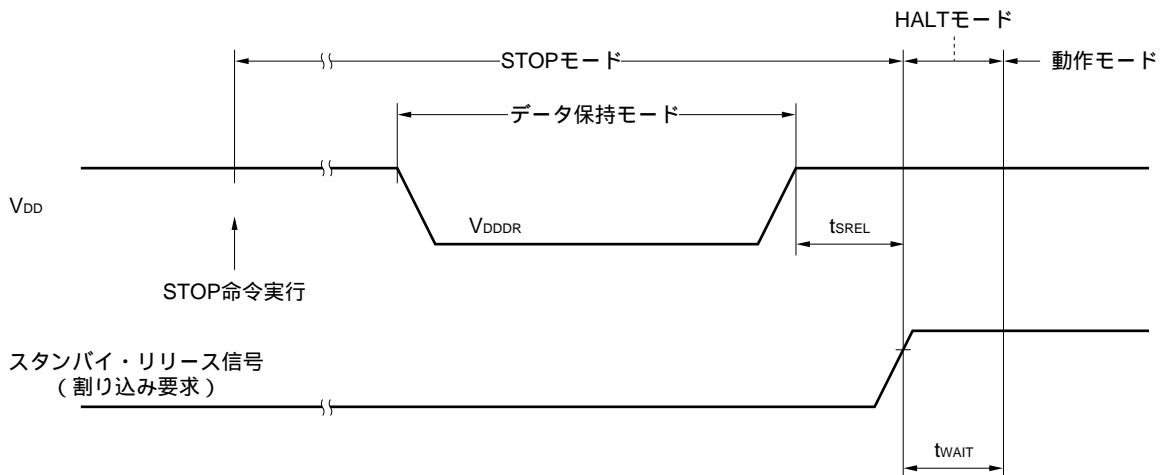 HALTモード
STOPモード
動作モード
データ保持モード
VDD
VDDDR
tSREL
STOP命令実行
スタンバイ・リリース信号
(割り込み要求)
tWAIT